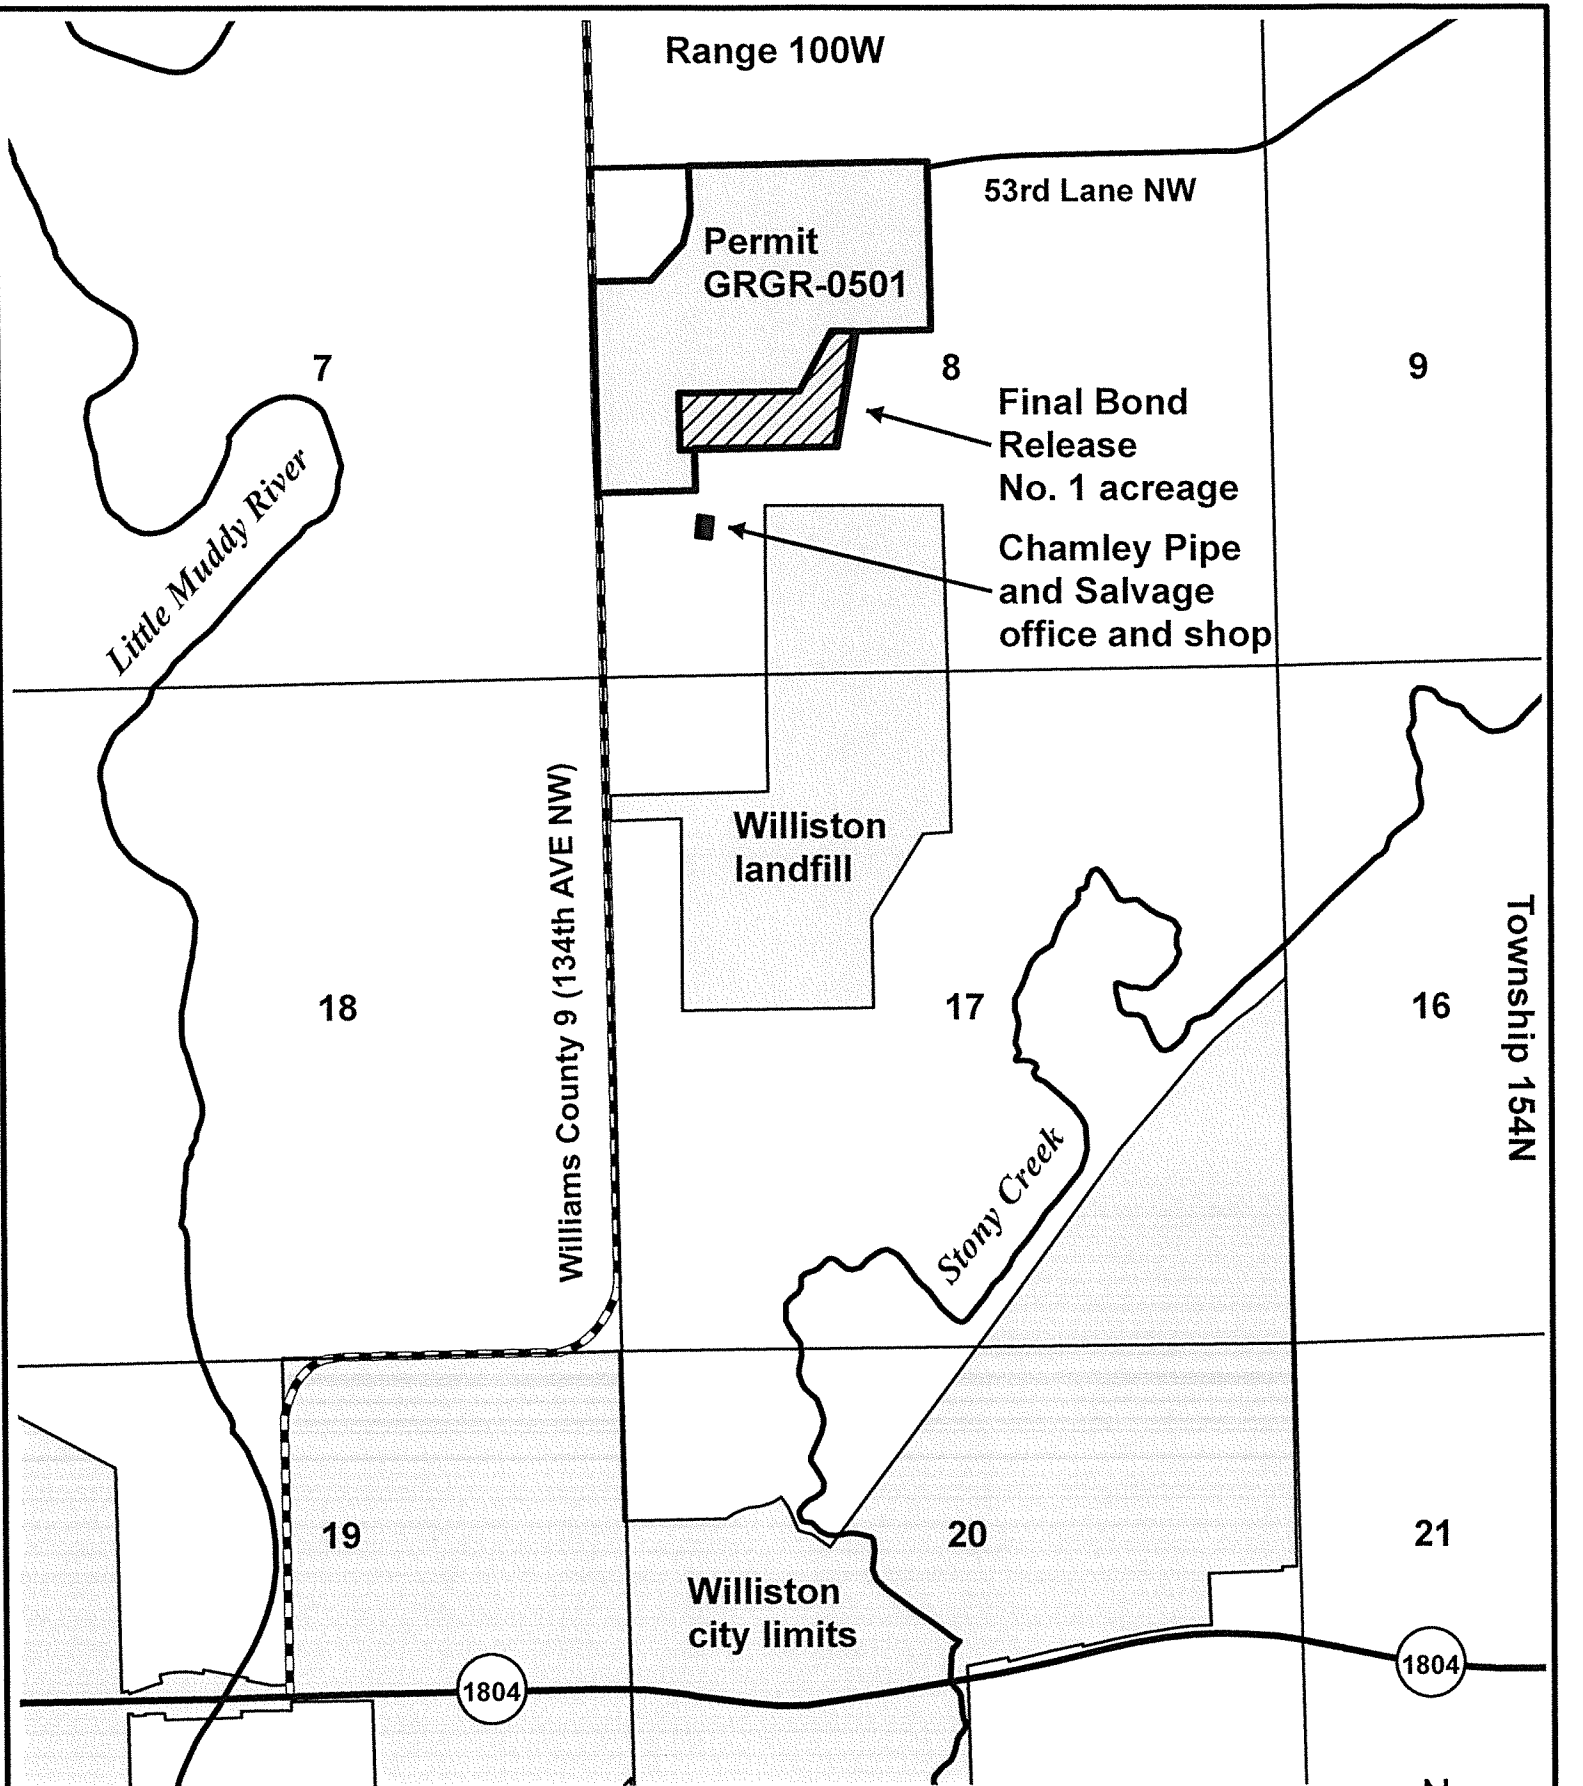 Range 100W
53rd Lane NW
Permit
GRGR-0501
7
8
9
Final Bond
Release
No. 1 acreage
Little Muddy River
Chamley Pipe
and Salvage
office and shop
Williams County 9 (134th AVE NW)
Williston
landfill
Township 154N
18
17
16
Stony Creek
19
20
21
Williston
city limits
1804
1804